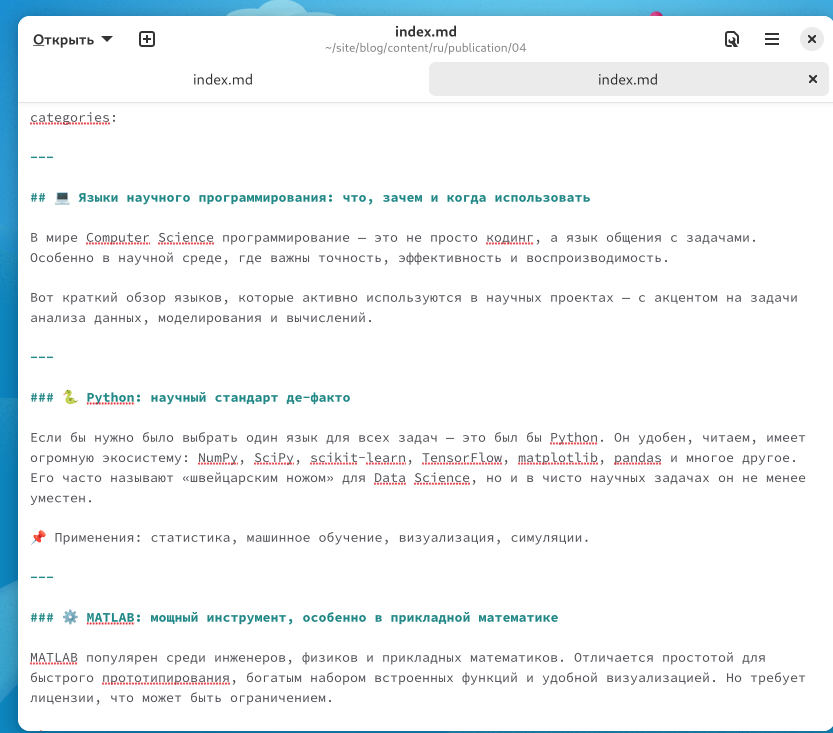 Открыть
index.md
~/site/blog/content/ru/publication/04
index.md
index.md
categories:
---
## 💻 Языки научного программирования: что, зачем и когда использовать
В мире Computer Science программирование — это не просто кодинг, а язык общения с задачами.
Особенно в научной среде, где важны точность, эффективность и воспроизводимость.
Вот краткий обзор языков, которые активно используются в научных проектах — с акцентом на задачи
анализа данных, моделирования и вычислений.
---
### 🐍 Python: научный стандарт де-факто
Если бы нужно было выбрать один язык для всех задач — это был бы Python. Он удобен, читаем, имеет
огромную экосистему: NumPy, SciPy, scikit-learn, TensorFlow, matplotlib, pandas и многое другое.
Его часто называют «швейцарским ножом» для Data Science, но и в чисто научных задачах он не менее
уместен.
📌 Применения: статистика, машинное обучение, визуализация, симуляции.
---
### ⚙️ MATLAB: мощный инструмент, особенно в прикладной математике
MATLAB популярен среди инженеров, физиков и прикладных математиков. Отличается простотой для
быстрого прототипирования, богатым набором встроенных функций и удобной визуализацией. Но требует
лицензии, что может быть ограничением.